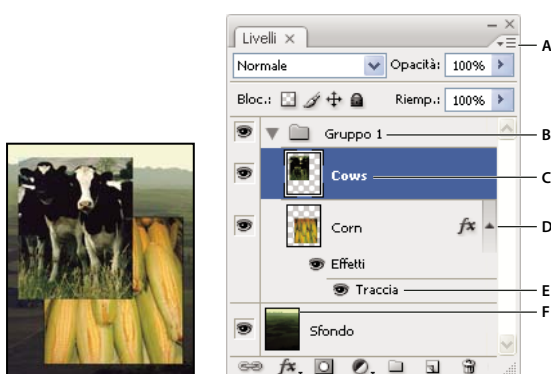 Livelli
A
Normale Opacità: 100%
Bloc.: Riemp.: 100%
Gruppo 1 B
Cows C
Corn fx D
Effetti
Traccia E
F
Sfondo
fx.